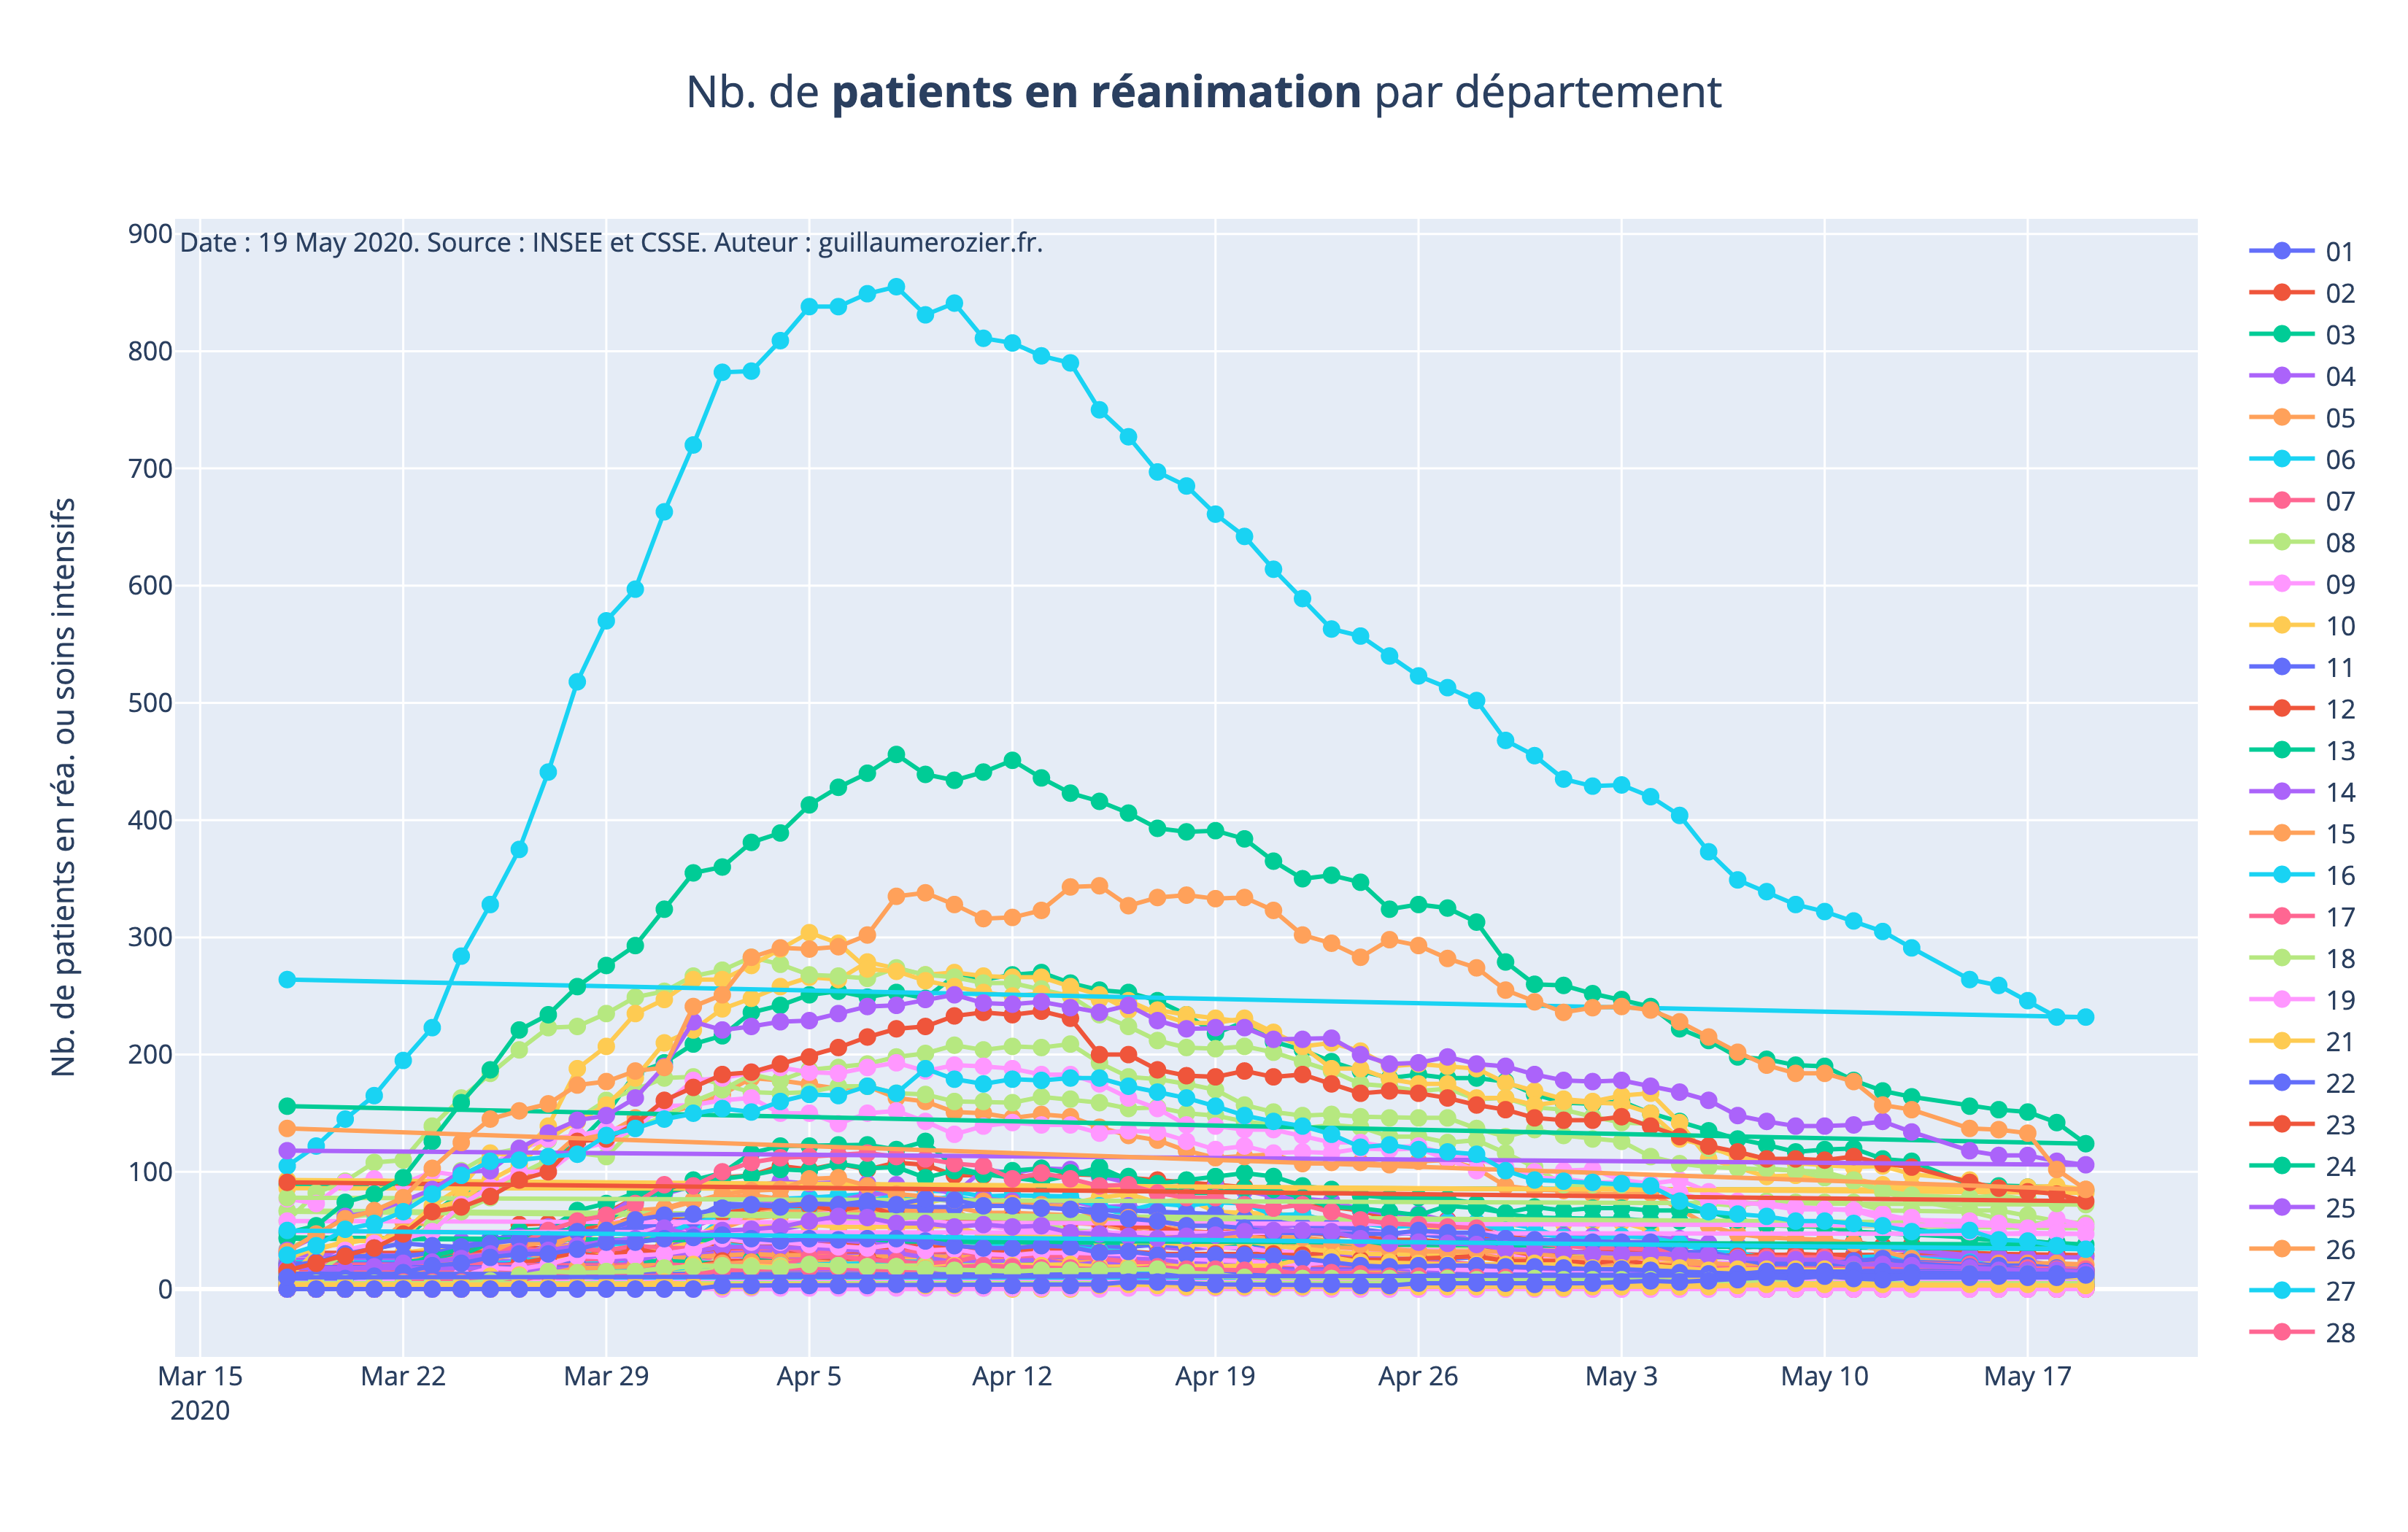 Nb. de patients en réanimation par département
Date : 19 May 2020. Source : INSEE et CSSE. Auteur : guillaumerozier.fr.
Nb. de patients en réa. ou soins intensifs
900
800
700
600
500
400
300
200
100
0
Mar 15
2020
Mar 22
Mar 29
Apr 5
Apr 12
Apr 19
Apr 26
May 3
May 10
May 17
01
02
03
04
05
06
07
08
09
10
11
12
13
14
15
16
17
18
19
21
22
23
24
25
26
27
28